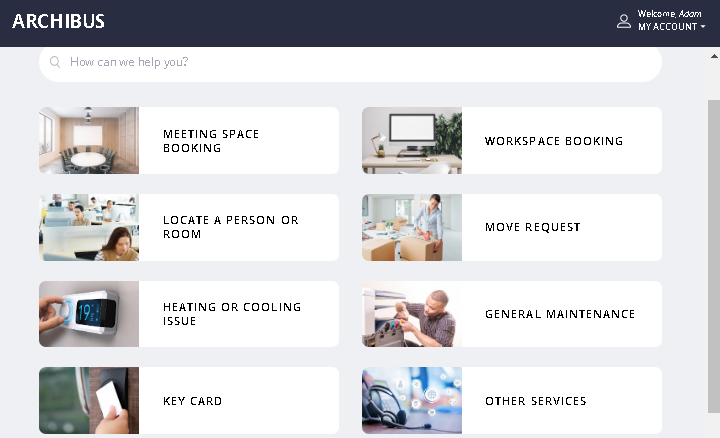 ARCHIBUS
Welcome, Adam
MY ACCOUNT
How can we help you?
MEETING SPACE
BOOKING
WORKSPACE BOOKING
LOCATE A PERSON OR
ROOM
MOVE REQUEST
HEATING OR COOLING
ISSUE
19
GENERAL MAINTENANCE
KEY CARD
OTHER SERVICES